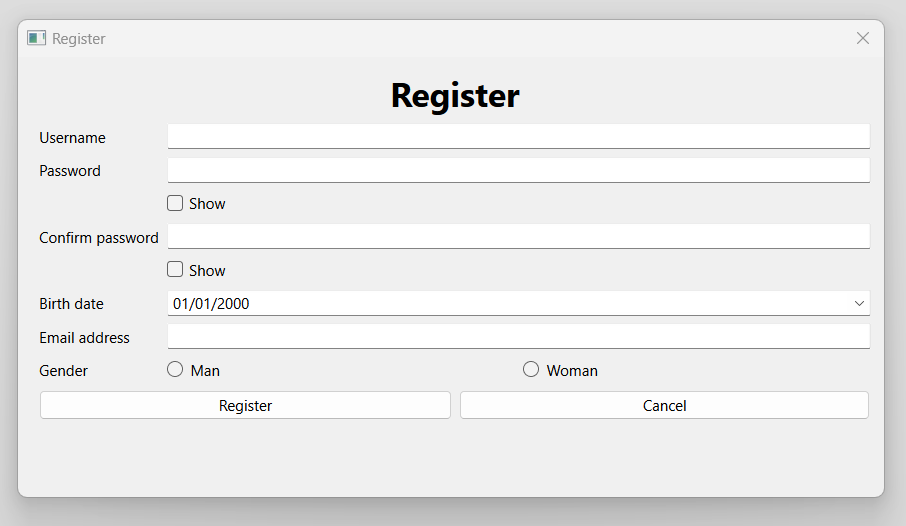 Register
Register
Username
Password
Show
Confirm password
Show
Birth date 01/01/2000
Email address
Gender Man Woman
Register Cancel